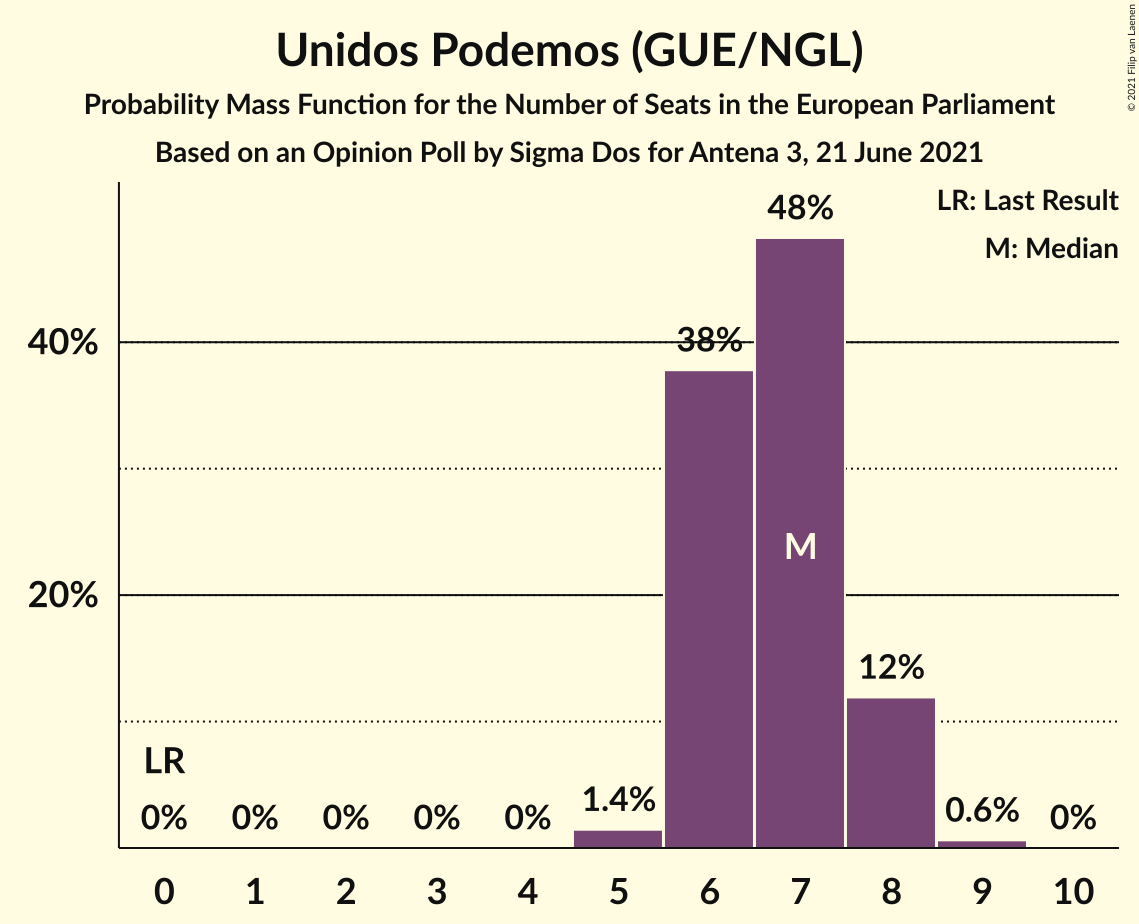 Unidos Podemos (GUE/NGL)
Probability Mass Function for the Number of Seats in the European Parliament
Based on an Opinion Poll by Sigma Dos for Antena 3, 21 June 2021
© 2021 Filip van Laenen
LR: Last Result
M: Median
48%
40%
38%
M
20%
12%
LR
0%
0%
0%
0%
0%
1.4%
0.6%
0%
0 1 2 3 4 5 6 7 8 9 10